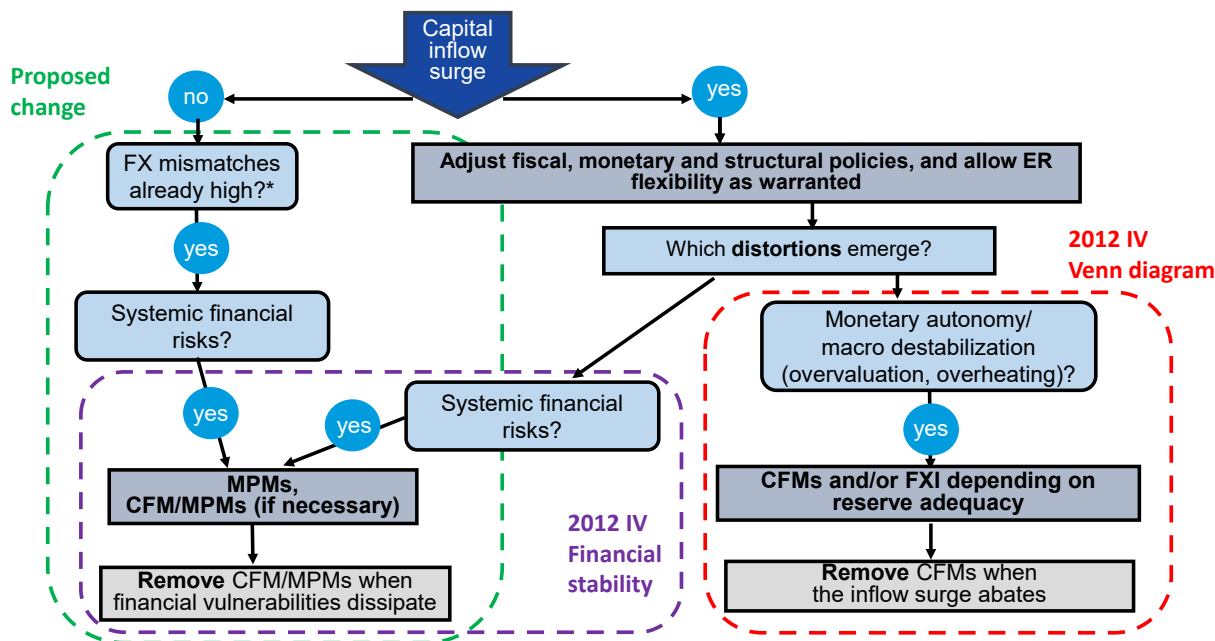 Capital
inflow
surge
Proposed
change
no
yes
FX mismatches
already high?*
Adjust fiscal, monetary and structural policies, and allow ER
flexibility as warranted
yes
Which distortions emerge?
2012 IV
Venn diagram
Systemic financial
risks?
Monetary autonomy/
macro destabilization
(overvaluation, overheating)?
yes
yes
Systemic financial
risks?
yes
MPMs,
CFM/MPMs (if necessary)
CFMs and/or FXI depending on
reserve adequacy
2012 IV
Financial
stability
Remove CFM/MPMs when
financial vulnerabilities dissipate
Remove CFMs when
the inflow surge abates